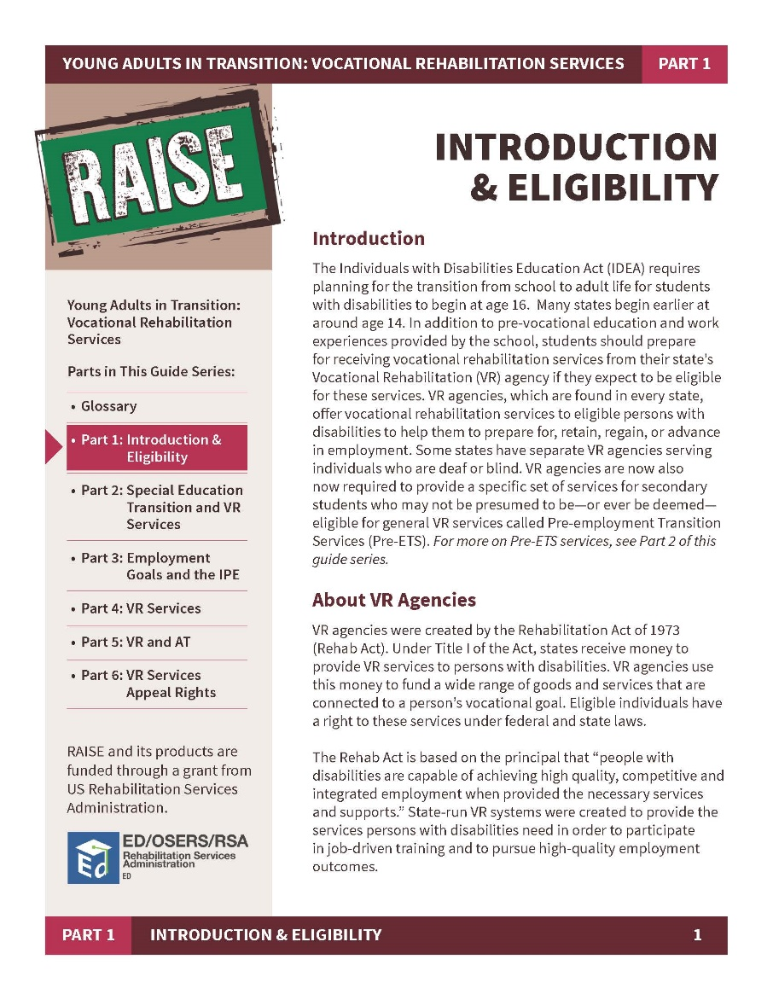 YOUNG ADULTS IN TRANSITION: VOCATIONAL REHABILITATION SERVICES PART 1
RAISE
Young Adults in Transition:
Vocational Rehabilitation
Services
Parts in This Guide Series:
• Glossary
• Part 1: Introduction &
Eligibility
• Part 2: Special Education
Transition and VR
Services
• Part 3: Employment
Goals and the IPE
• Part 4: VR Services
• Part 5: VR and AT
• Part 6: VR Services
Appeal Rights
RAISE and its products are
funded through a grant from
US Rehabilitation Services
Administration.
Ed
ED/OSERS/RSA
Rehabilitation Services
Administration
ED
INTRODUCTION
& ELIGIBILITY
Introduction
The Individuals with Disabilities Education Act (IDEA) requires
planning for the transition from school to adult life for students
with disabilities to begin at age 16.  Many states begin earlier at
around age 14. In addition to pre-vocational education and work
experiences provided by the school, students should prepare
for receiving vocational rehabilitation services from their state's
Vocational Rehabilitation (VR) agency if they expect to be eligible
for these services. VR agencies, which are found in every state,
offer vocational rehabilitation services to eligible persons with
disabilities to help them to prepare for, retain, regain, or advance
in employment. Some states have separate VR agencies serving
individuals who are deaf or blind. VR agencies are now also
now required to provide a specific set of services for secondary
students who may not be presumed to be—or ever be deemed—
eligible for general VR services called Pre-employment Transition
Services (Pre-ETS). For more on Pre-ETS services, see Part 2 of this
guide series.
About VR Agencies
VR agencies were created by the Rehabilitation Act of 1973
(Rehab Act). Under Title I of the Act, states receive money to
provide VR services to persons with disabilities. VR agencies use
this money to fund a wide range of goods and services that are
connected to a person’s vocational goal. Eligible individuals have
a right to these services under federal and state laws.
The Rehab Act is based on the principal that “people with
disabilities are capable of achieving high quality, competitive and
integrated employment when provided the necessary services
and supports.” State-run VR systems were created to provide the
services persons with disabilities need in order to participate
in job-driven training and to pursue high-quality employment
outcomes.
PART 1 INTRODUCTION & ELIGIBILITY 1